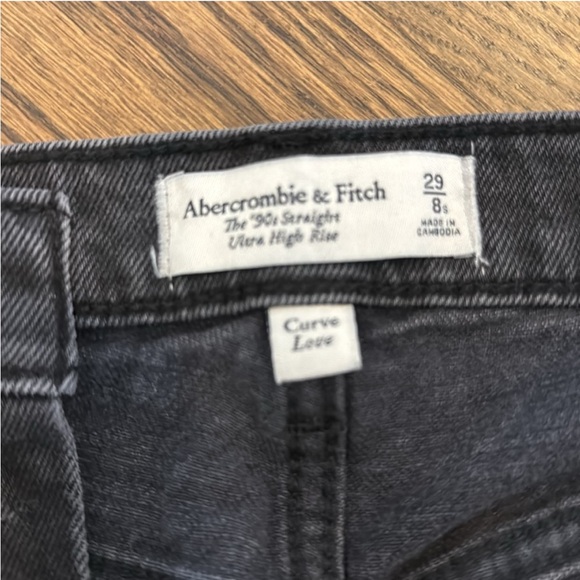 Abercrombie & Fitch
The '90s Straight
Ultra High Rise
29
8s
MADE IN
CAMBODIA
Curve
Love